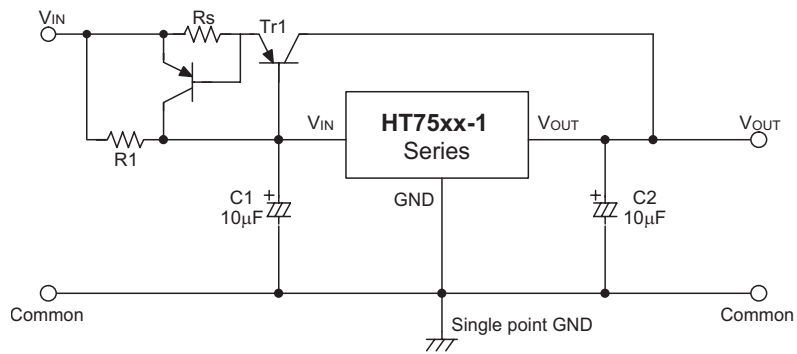 VIN
Rs
Tr1
R1
VIN
HT75xx-1
Series
VOUT
VOUT
GND
C1
10μF
C2
10μF
Common
Single point GND
Common